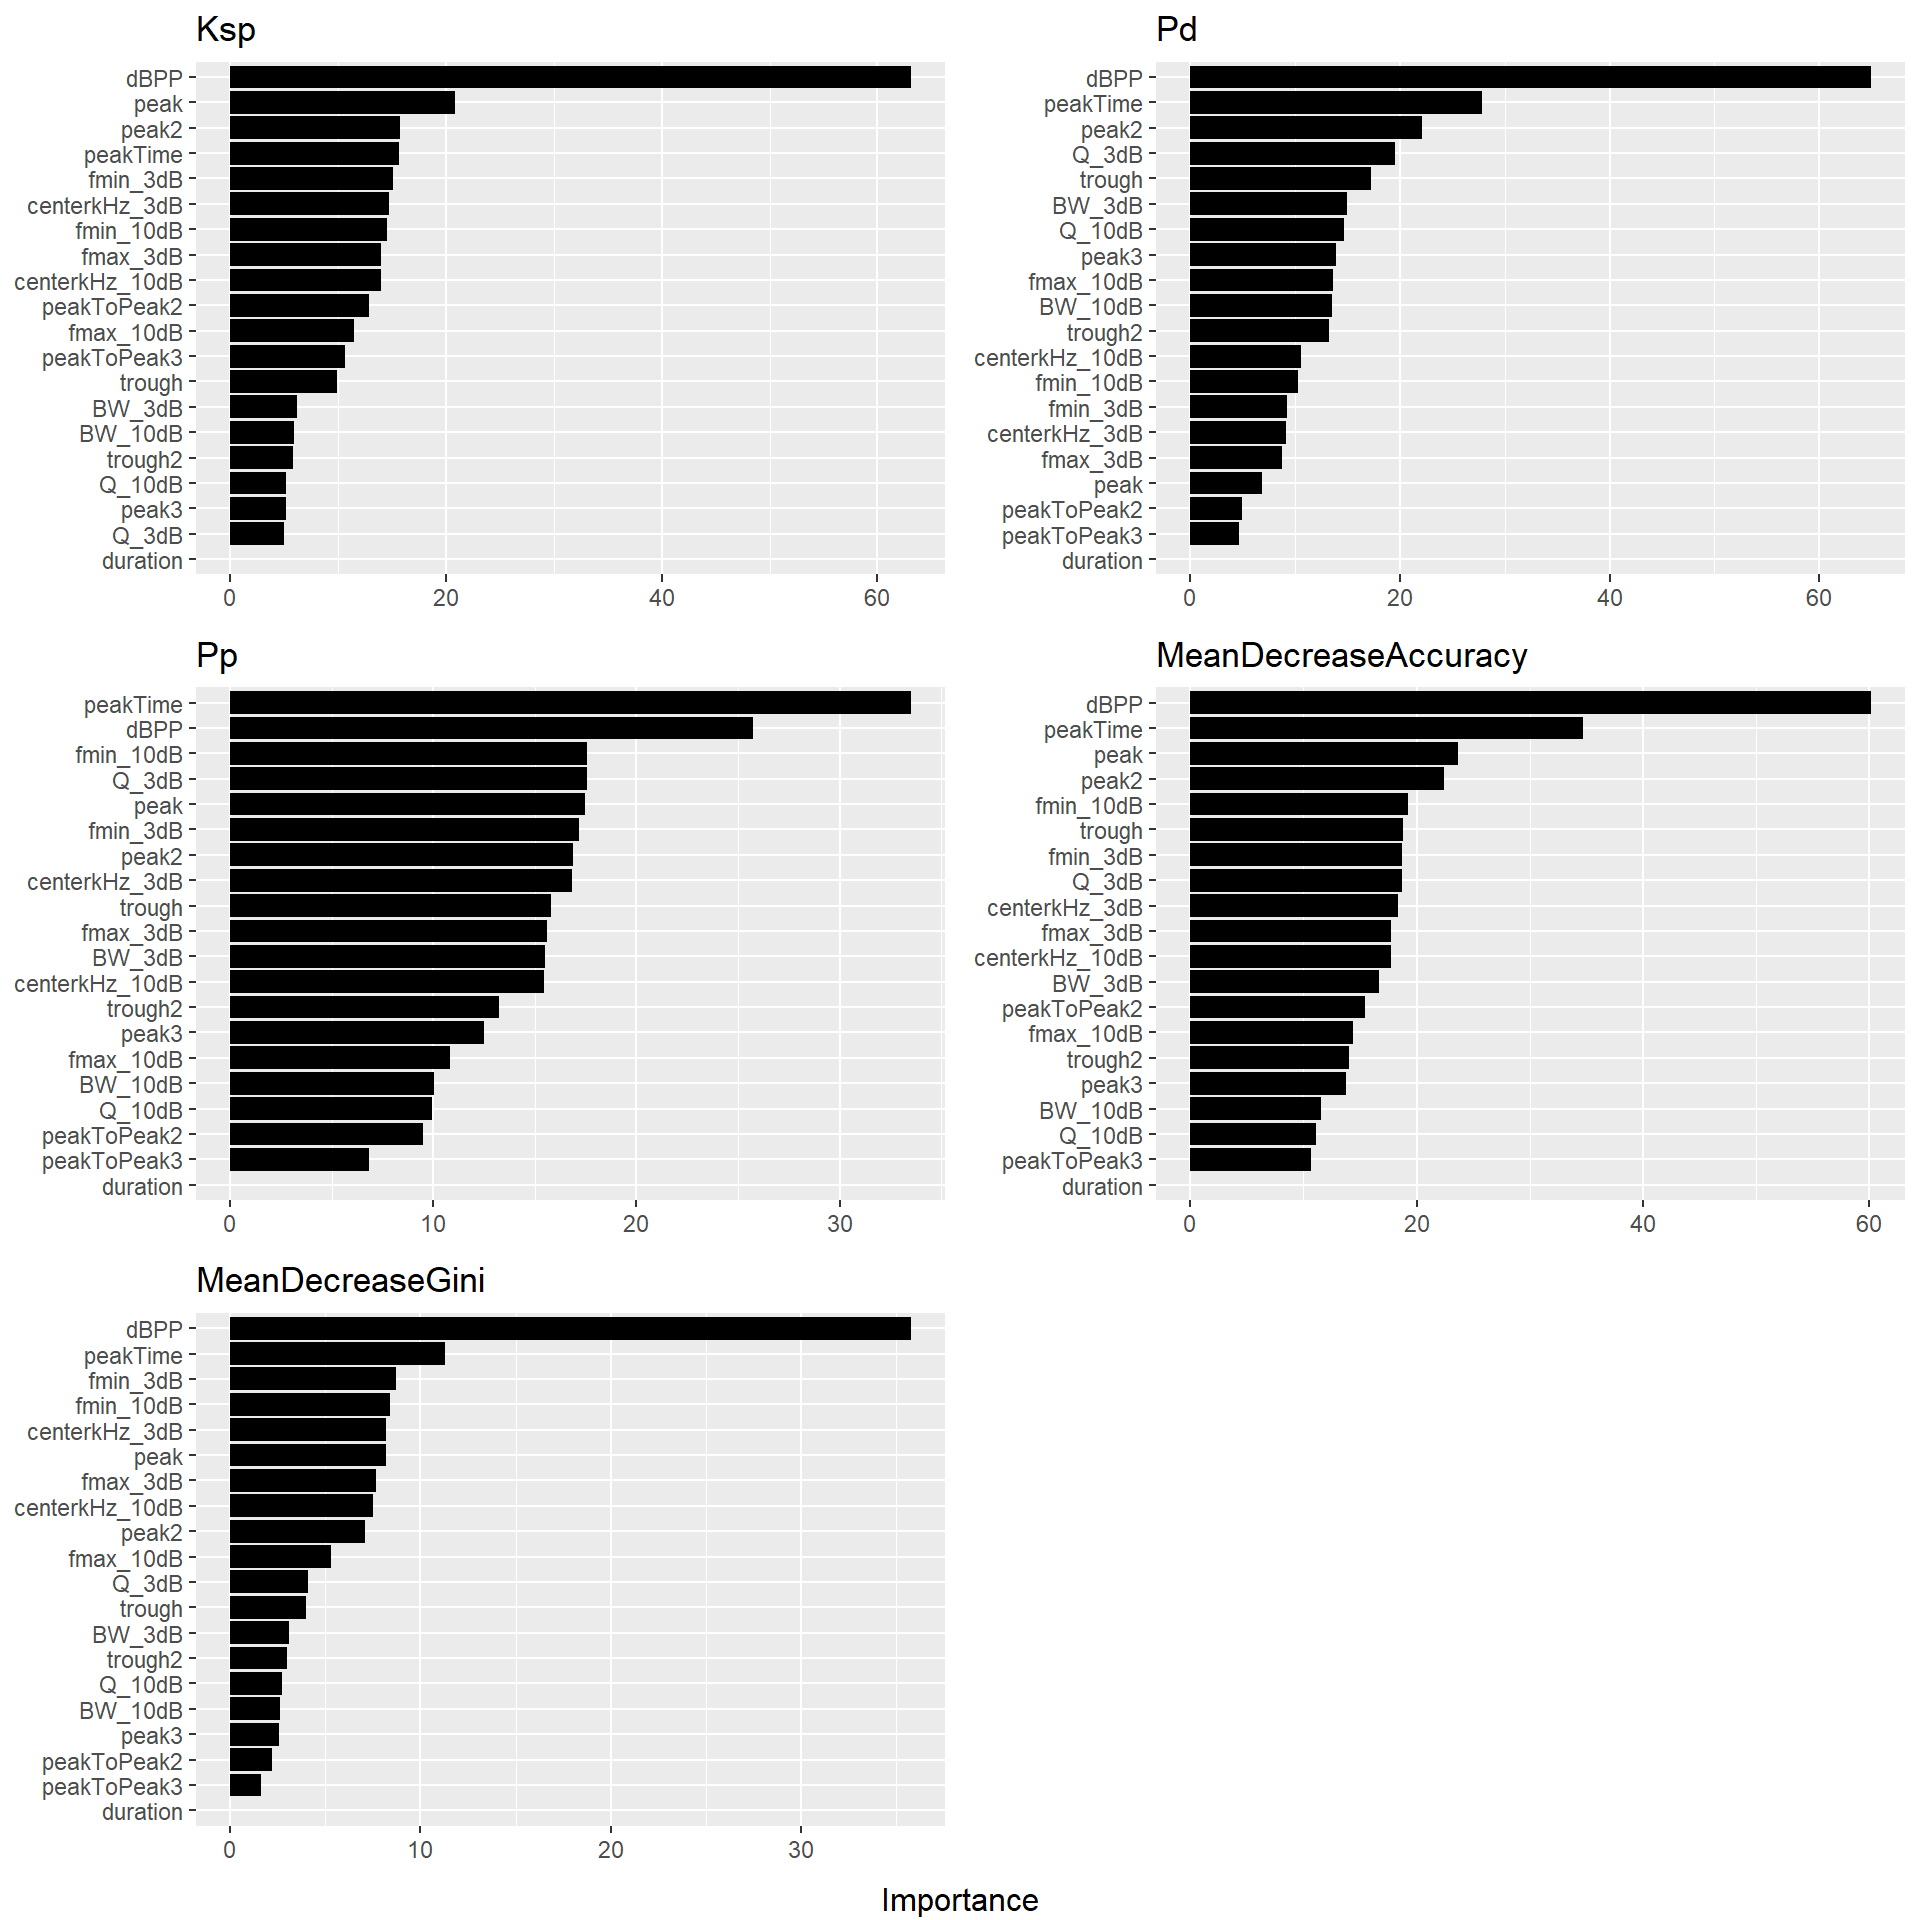 Ksp
dBPP
peak
peak2
peakTime
fmin_3dB
centerkHz_3dB
fmin_10dB
fmax_3dB
centerkHz_10dB
peakToPeak2
fmax_10dB
peakToPeak3
trough
BW_3dB
BW_10dB
trough2
Q_10dB
peak3
Q_3dB
duration
0 20 40 60
Pd
dBPP
peakTime
peak2
Q_3dB
trough
BW_3dB
Q_10dB
peak3
fmax_10dB
BW_10dB
trough2
centerkHz_10dB
fmin_10dB
fmin_3dB
centerkHz_3dB
fmax_3dB
peak
peakToPeak2
peakToPeak3
duration
0 20 40 60
Pp
peakTime
dBPP
fmin_10dB
Q_3dB
peak
fmin_3dB
peak2
centerkHz_3dB
trough
fmax_3dB
BW_3dB
centerkHz_10dB
trough2
peak3
fmax_10dB
BW_10dB
Q_10dB
peakToPeak2
peakToPeak3
duration
0 10 20 30
MeanDecreaseAccuracy
dBPP
peakTime
peak
peak2
fmin_10dB
trough
fmin_3dB
Q_3dB
centerkHz_3dB
fmax_3dB
centerkHz_10dB
BW_3dB
peakToPeak2
fmax_10dB
trough2
peak3
BW_10dB
Q_10dB
peakToPeak3
duration
0 20 40 60
MeanDecreaseGini
dBPP
peakTime
fmin_3dB
fmin_10dB
centerkHz_3dB
peak
fmax_3dB
centerkHz_10dB
peak2
fmax_10dB
Q_3dB
trough
BW_3dB
trough2
Q_10dB
BW_10dB
peak3
peakToPeak2
peakToPeak3
duration
0 10 20 30
Importance